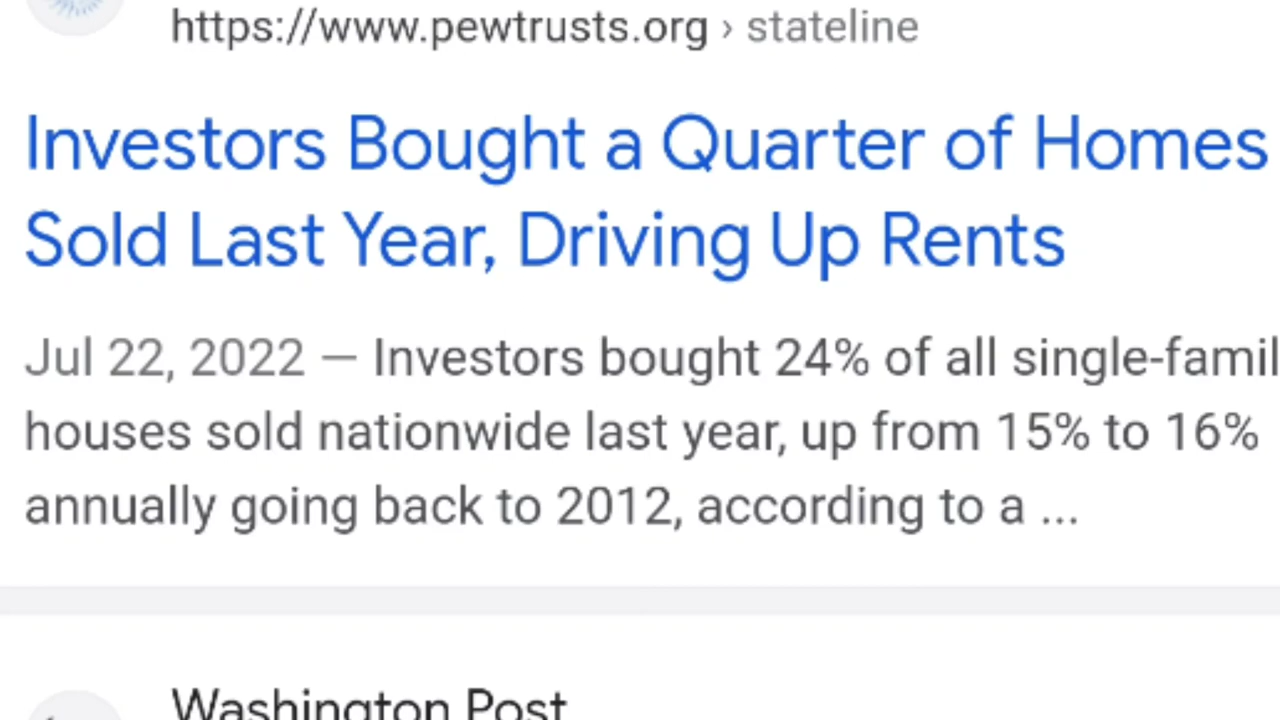 https://www.pewtrusts.org › stateline
Investors Bought a Quarter of Homes
Sold Last Year, Driving Up Rents
Jul 22, 2022 — Investors bought 24% of all single-famil
houses sold nationwide last year, up from 15% to 16%
annually going back to 2012, according to a ...
Washington Post